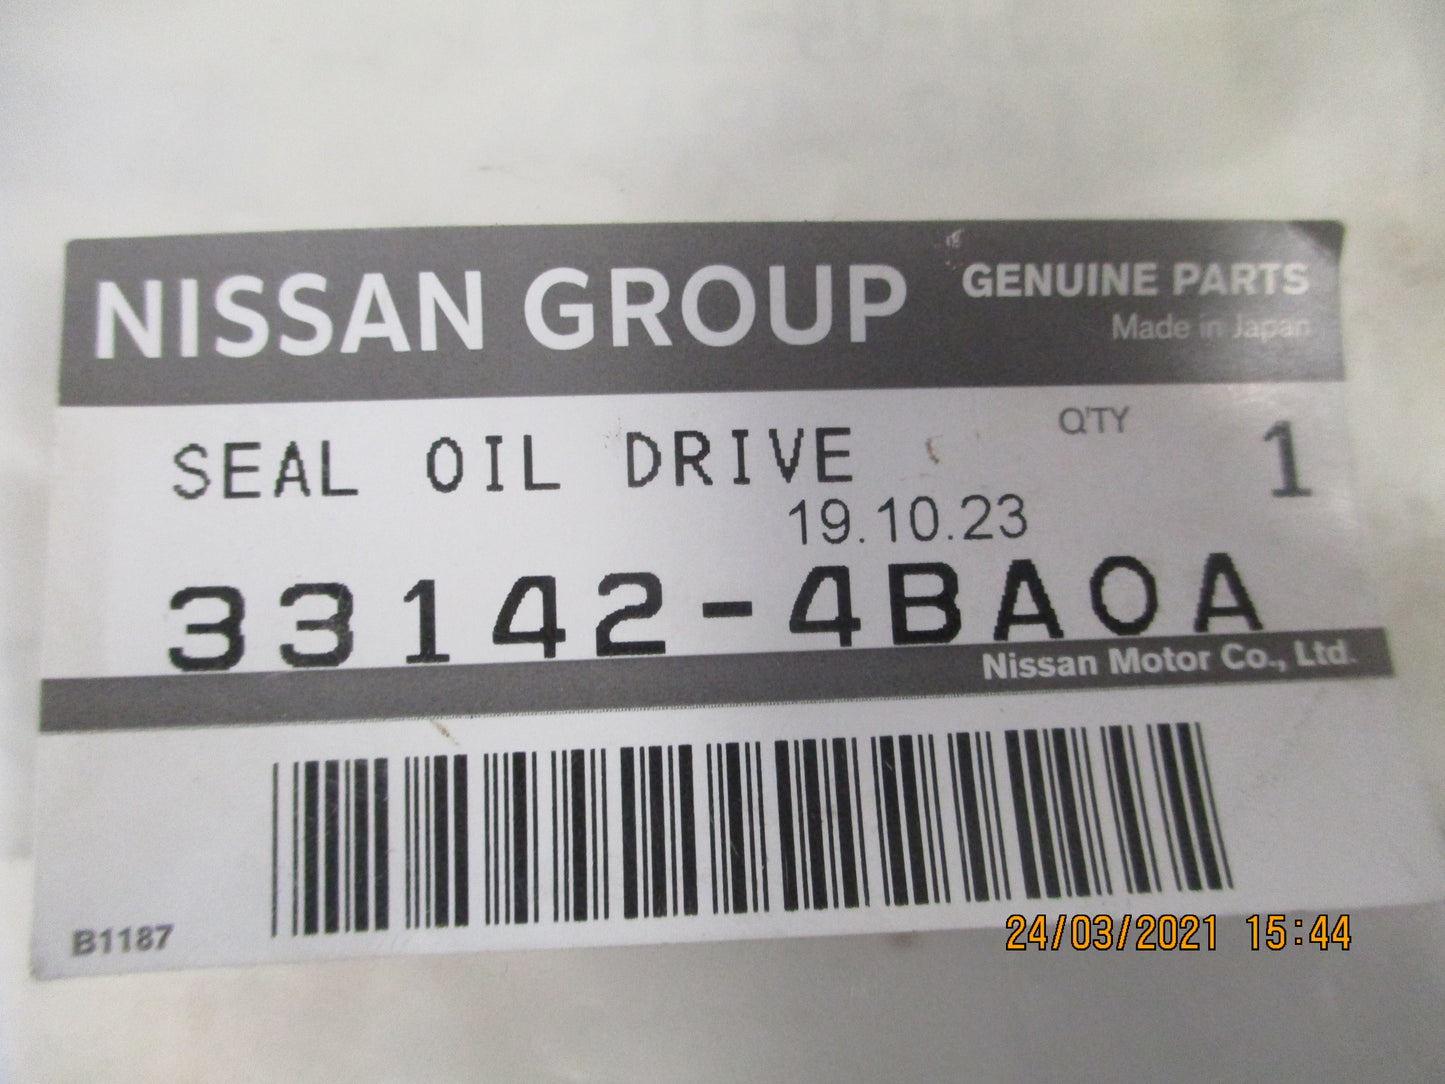 NISSAN GROUP
GENUINE PARTS
Made in Japan
SEAL OIL DRIVE
Q'TY 1
19.10.23
33142-4BA0A
Nissan Motor Co., Ltd.
B1187
24/03/2021 15:44